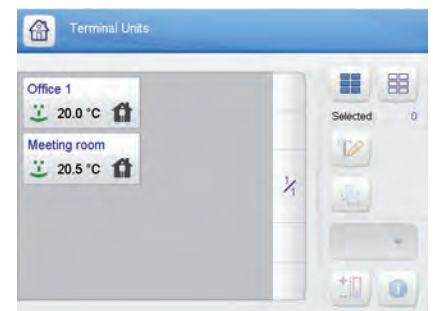 Terminal Units
Office 1
20.0 °C
Meeting room
20.5 °C
1/1
Selected 0